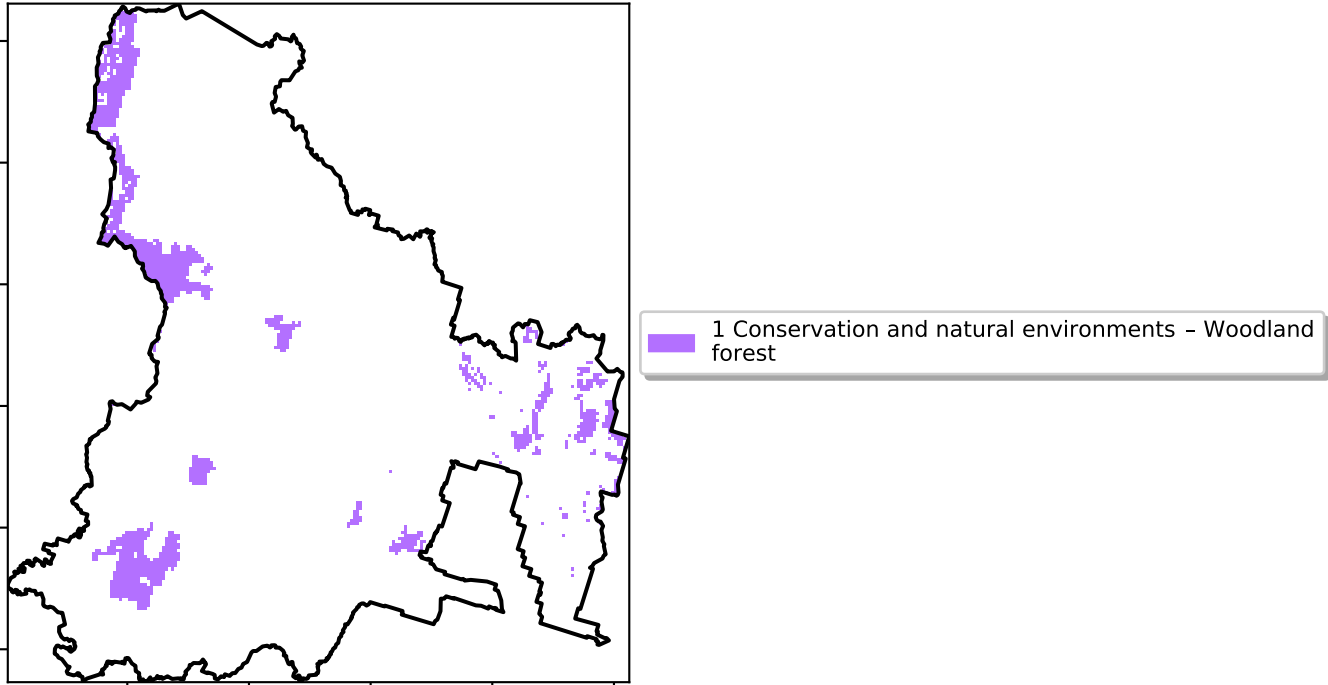 1 Conservation and natural environments – Woodland
forest